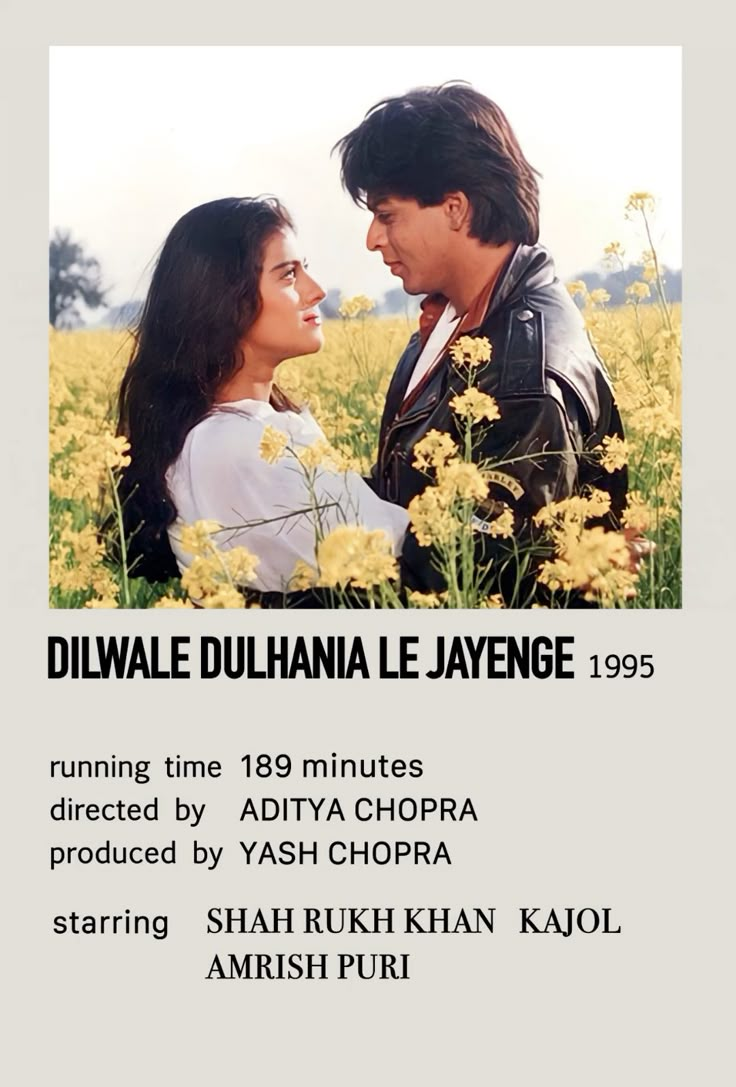 DILWALE DULHANIA LE JAYENGE 1995
running time 189 minutes
directed by ADITYA CHOPRA
produced by YASH CHOPRA
starring SHAH RUKH KHAN KAJOL
AMRISH PURI